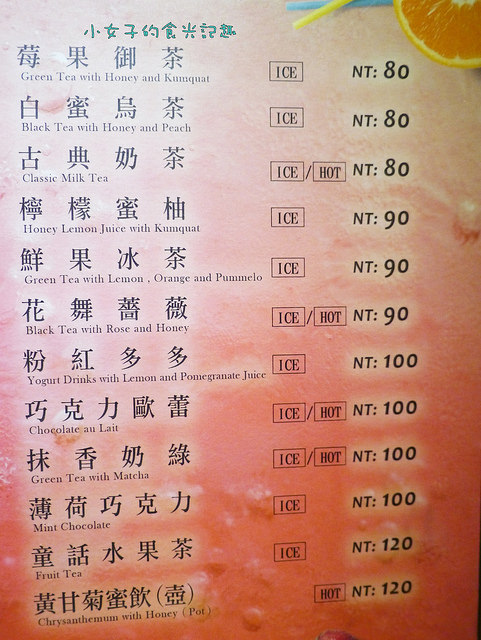 小女子的食光記趣
莓果御茶 ICE NT: 80
Green Tea with Honey and Kumquat
白蜜烏茶 ICE NT: 80
Black Tea with Honey and Peach
古典奶茶 ICE / HOT NT: 80
Classic Milk Tea
檸檬蜜柚 ICE NT: 90
Honey Lemon Juice with Kumquat
鮮果冰茶 ICE NT: 90
Green Tea with Lemon , Orange and Pummelo
花舞薔薇 ICE / HOT NT: 90
Black Tea with Rose and Honey
粉紅多多 ICE NT: 100
Yogurt Drinks with Lemon and Pomegranate Juice
巧克力歐蕾 ICE / HOT NT: 100
Chocolate au Lait
抹香奶綠 ICE / HOT NT: 100
Green Tea with Matcha
薄荷巧克力 ICE NT: 100
Mint Chocolate
童話水果茶 ICE NT: 120
Fruit Tea
黃甘菊蜜飲(壺) HOT NT: 120
Chrysanthemum with Honey ( Pot )